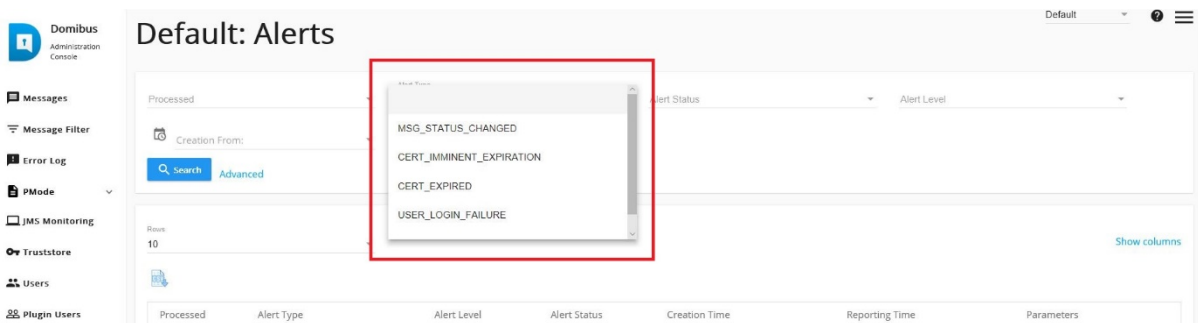 Domibus
Administration
Console
Default: Alerts
Default
Messages
Message Filter
Error Log
PMode
JMS Monitoring
Truststore
Users
Plugin Users
Processed
Alert Type
Alert Status
Alert Level
Creation From:
Search
Advanced
MSG_STATUS_CHANGED
CERT_IMMINENT_EXPIRATION
CERT_EXPIRED
USER_LOGIN_FAILURE
Rows
10
Show columns
Processed Alert Type Alert Level Alert Status Creation Time Reporting Time Parameters